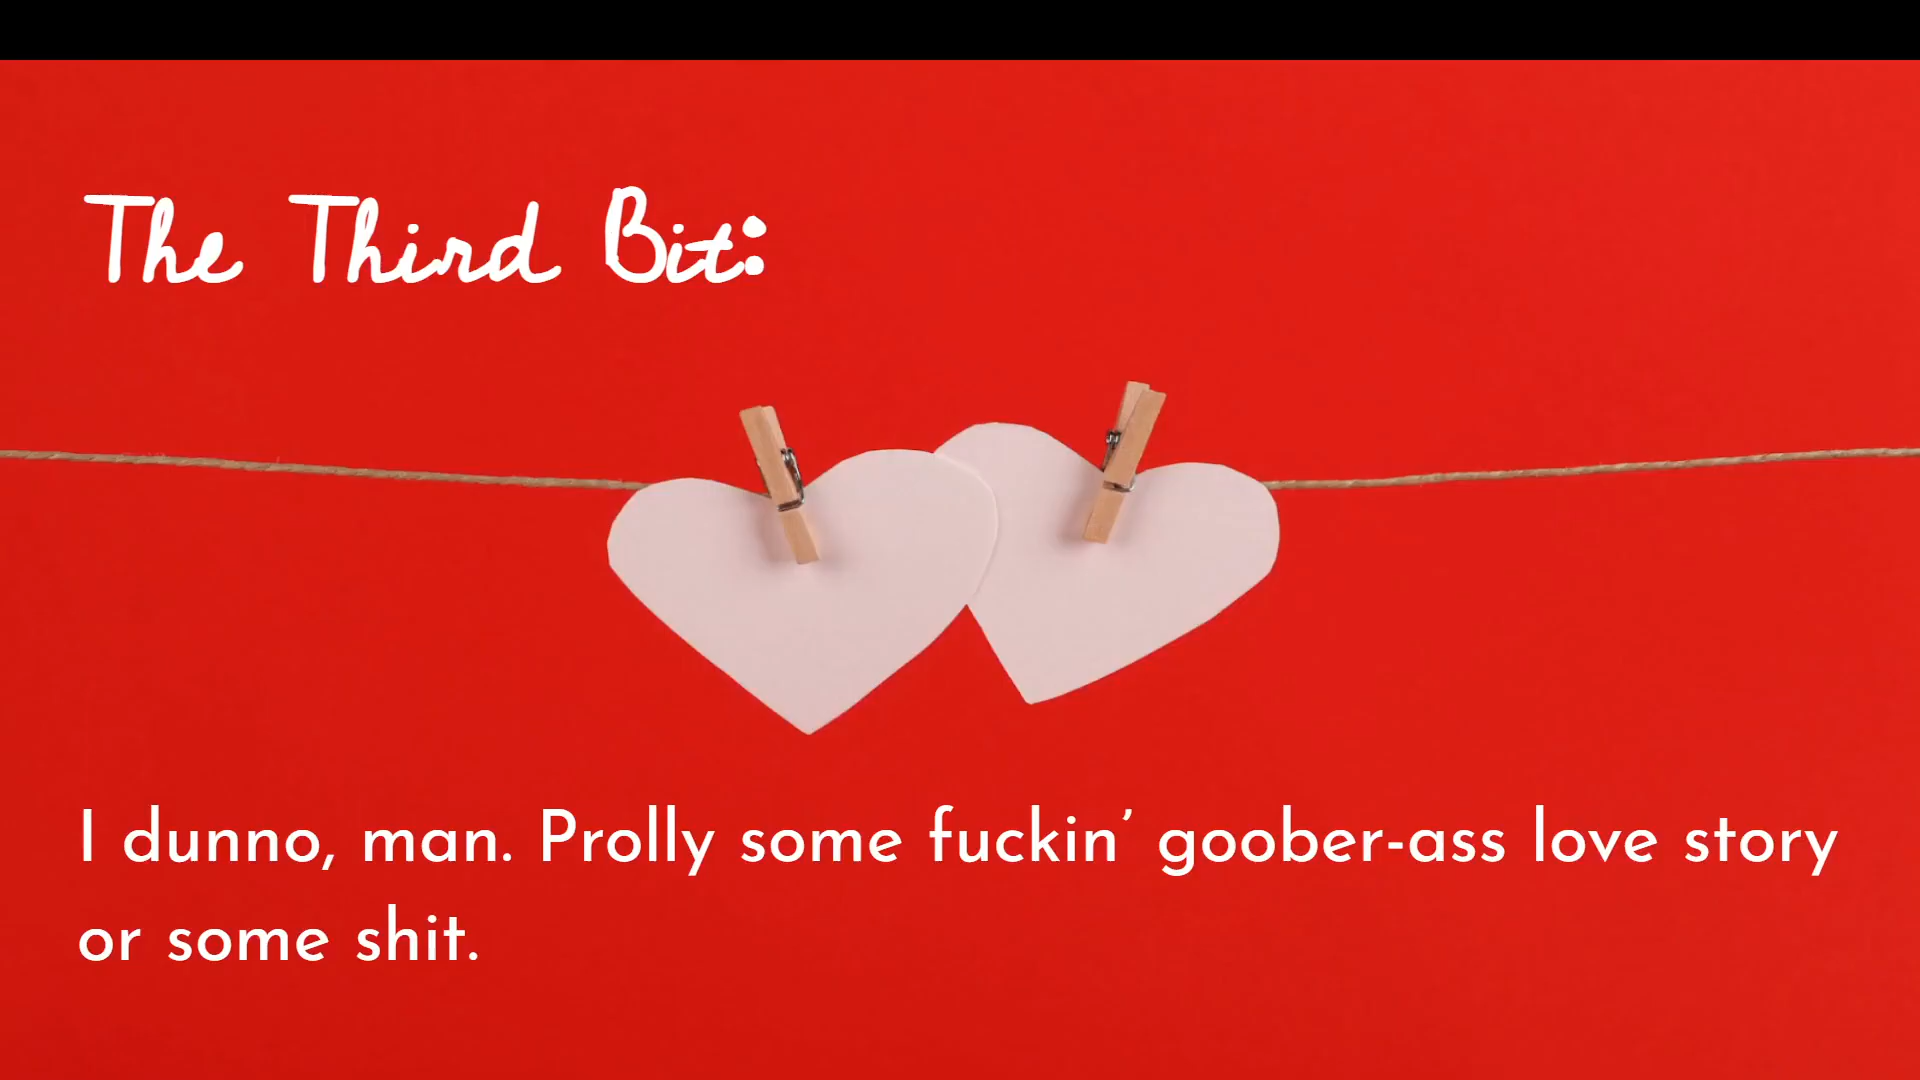 The Third Bit:
I dunno, man. Prolly some fuckin’ goober-ass love story
or some shit.